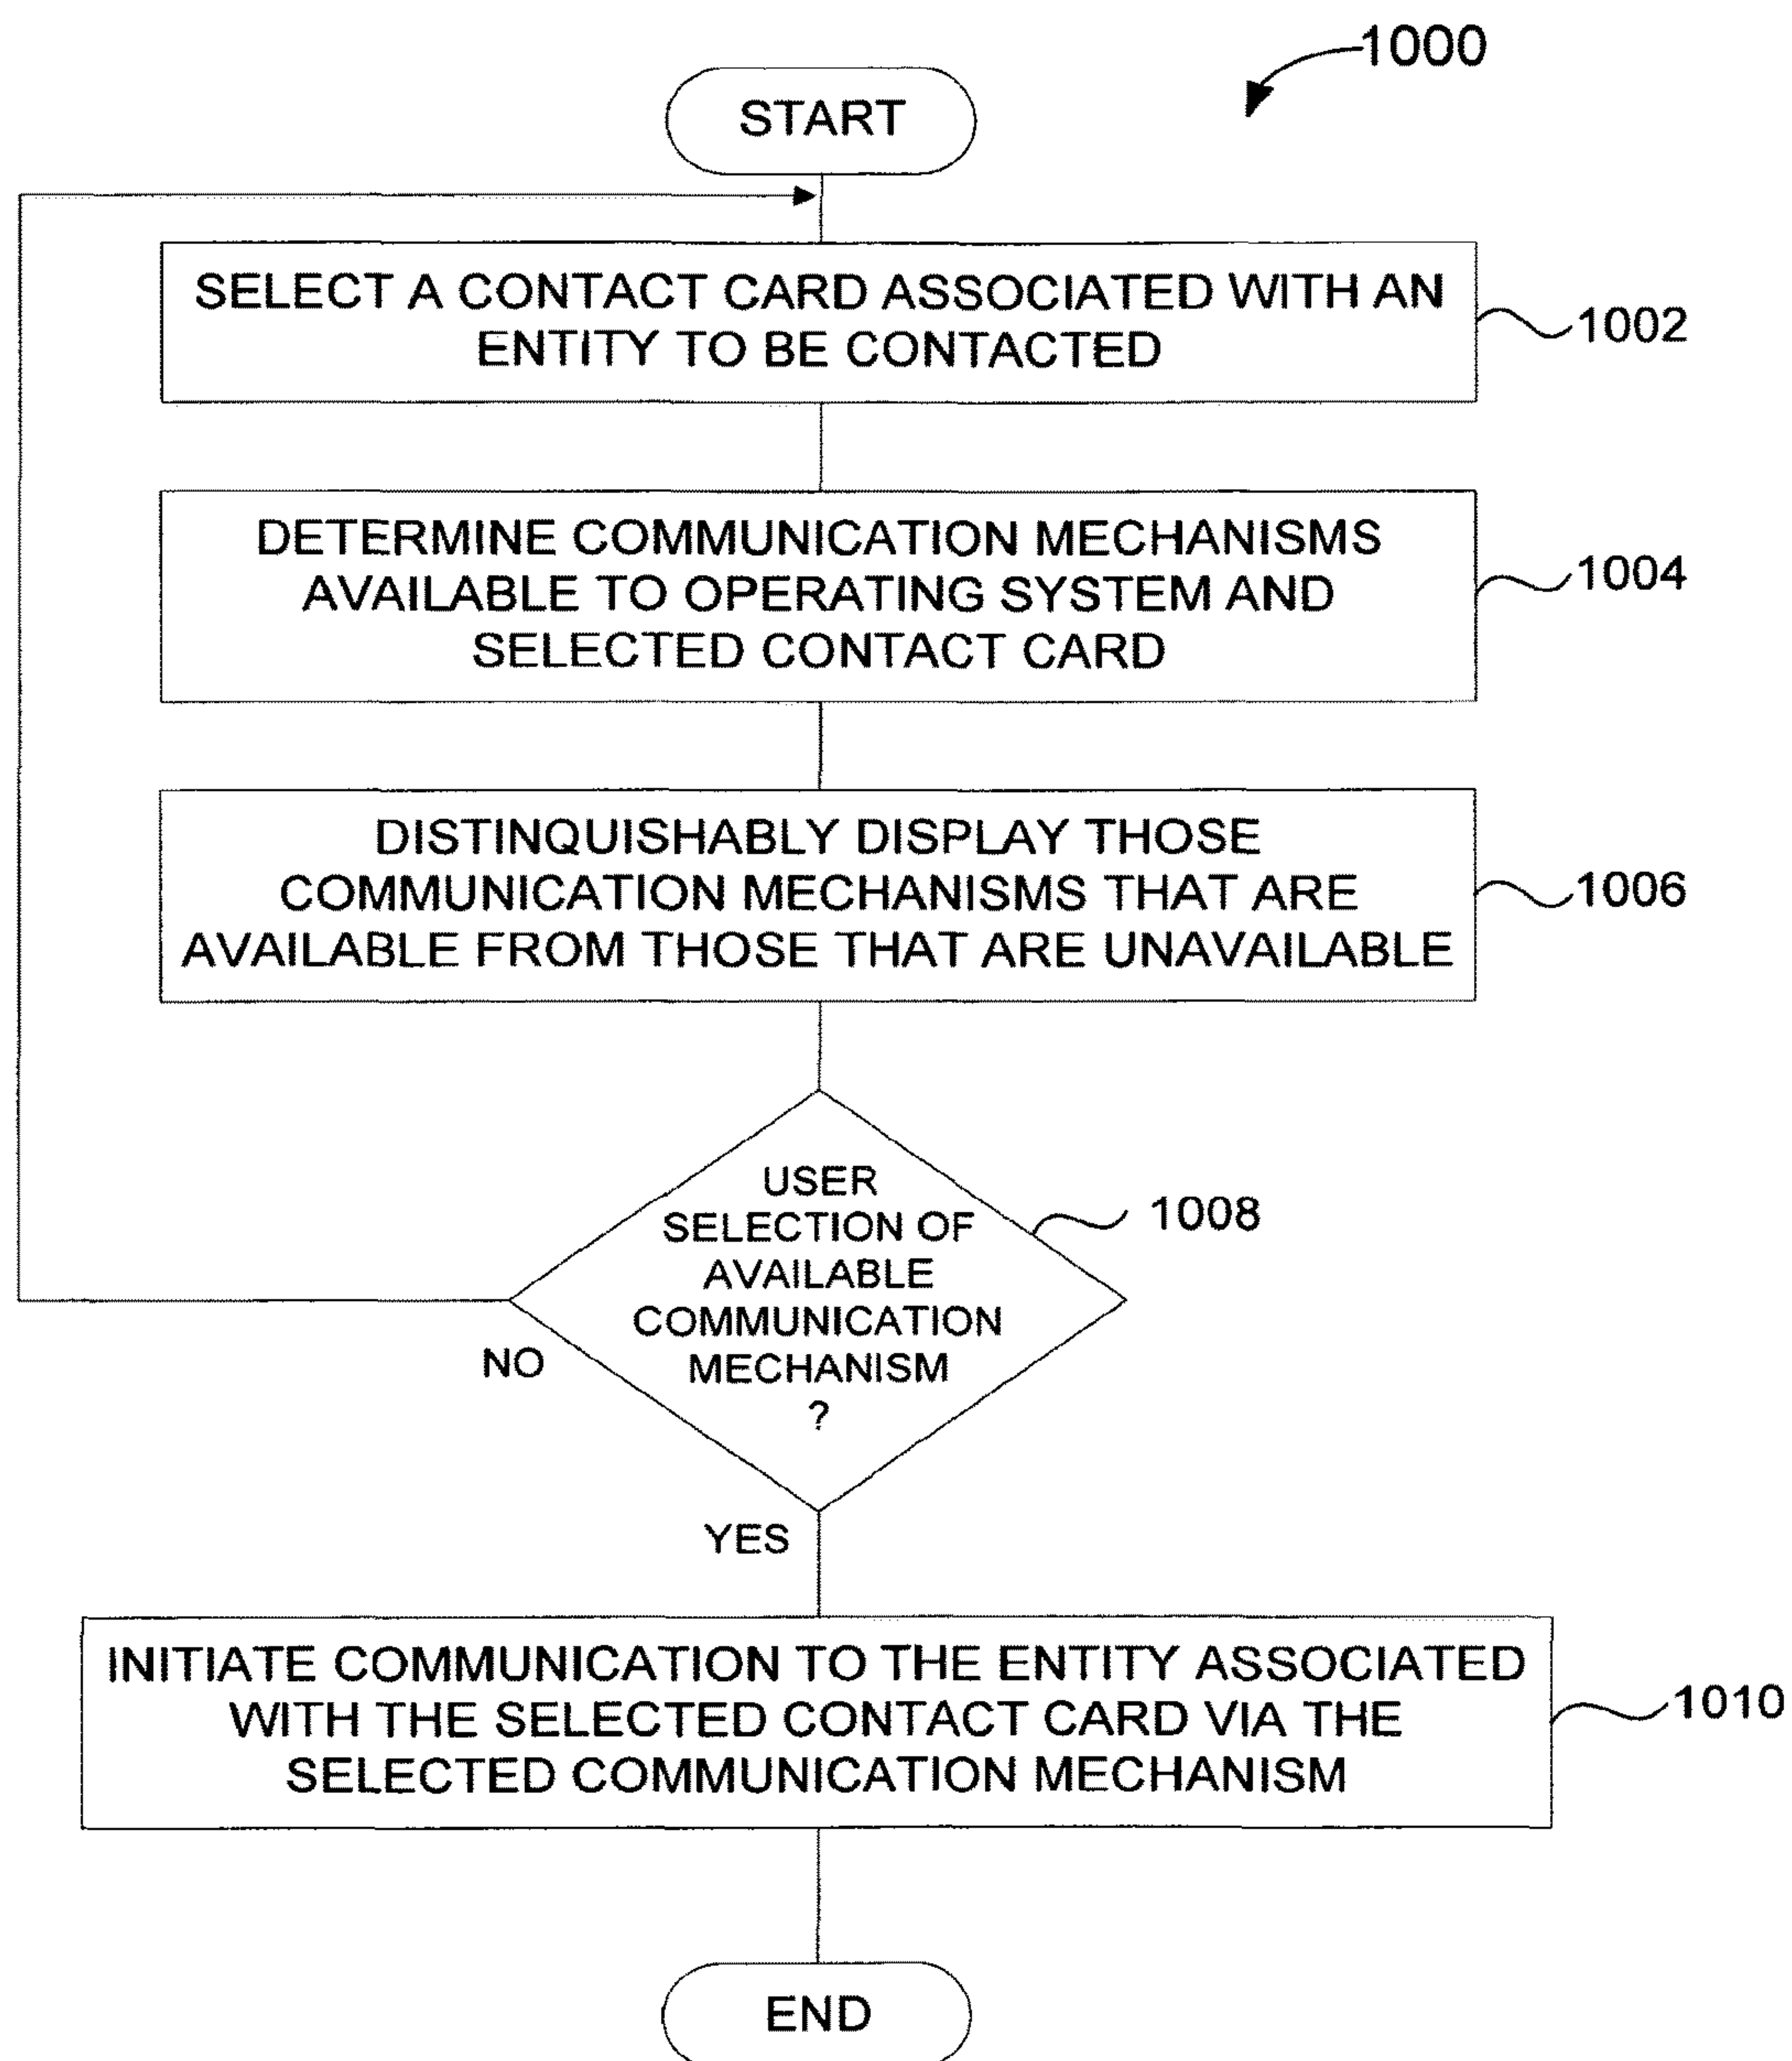 1000
START
SELECT A CONTACT CARD ASSOCIATED WITH AN
ENTITY TO BE CONTACTED
1002
DETERMINE COMMUNICATION MECHANISMS
AVAILABLE TO OPERATING SYSTEM AND
SELECTED CONTACT CARD
1004
DISTINQUISHABLY DISPLAY THOSE
COMMUNICATION MECHANISMS THAT ARE
AVAILABLE FROM THOSE THAT ARE UNAVAILABLE
1006
USER
SELECTION OF
AVAILABLE
COMMUNICATION
MECHANISM
?
1008
NO
YES
INITIATE COMMUNICATION TO THE ENTITY ASSOCIATED
WITH THE SELECTED CONTACT CARD VIA THE
SELECTED COMMUNICATION MECHANISM
1010
END